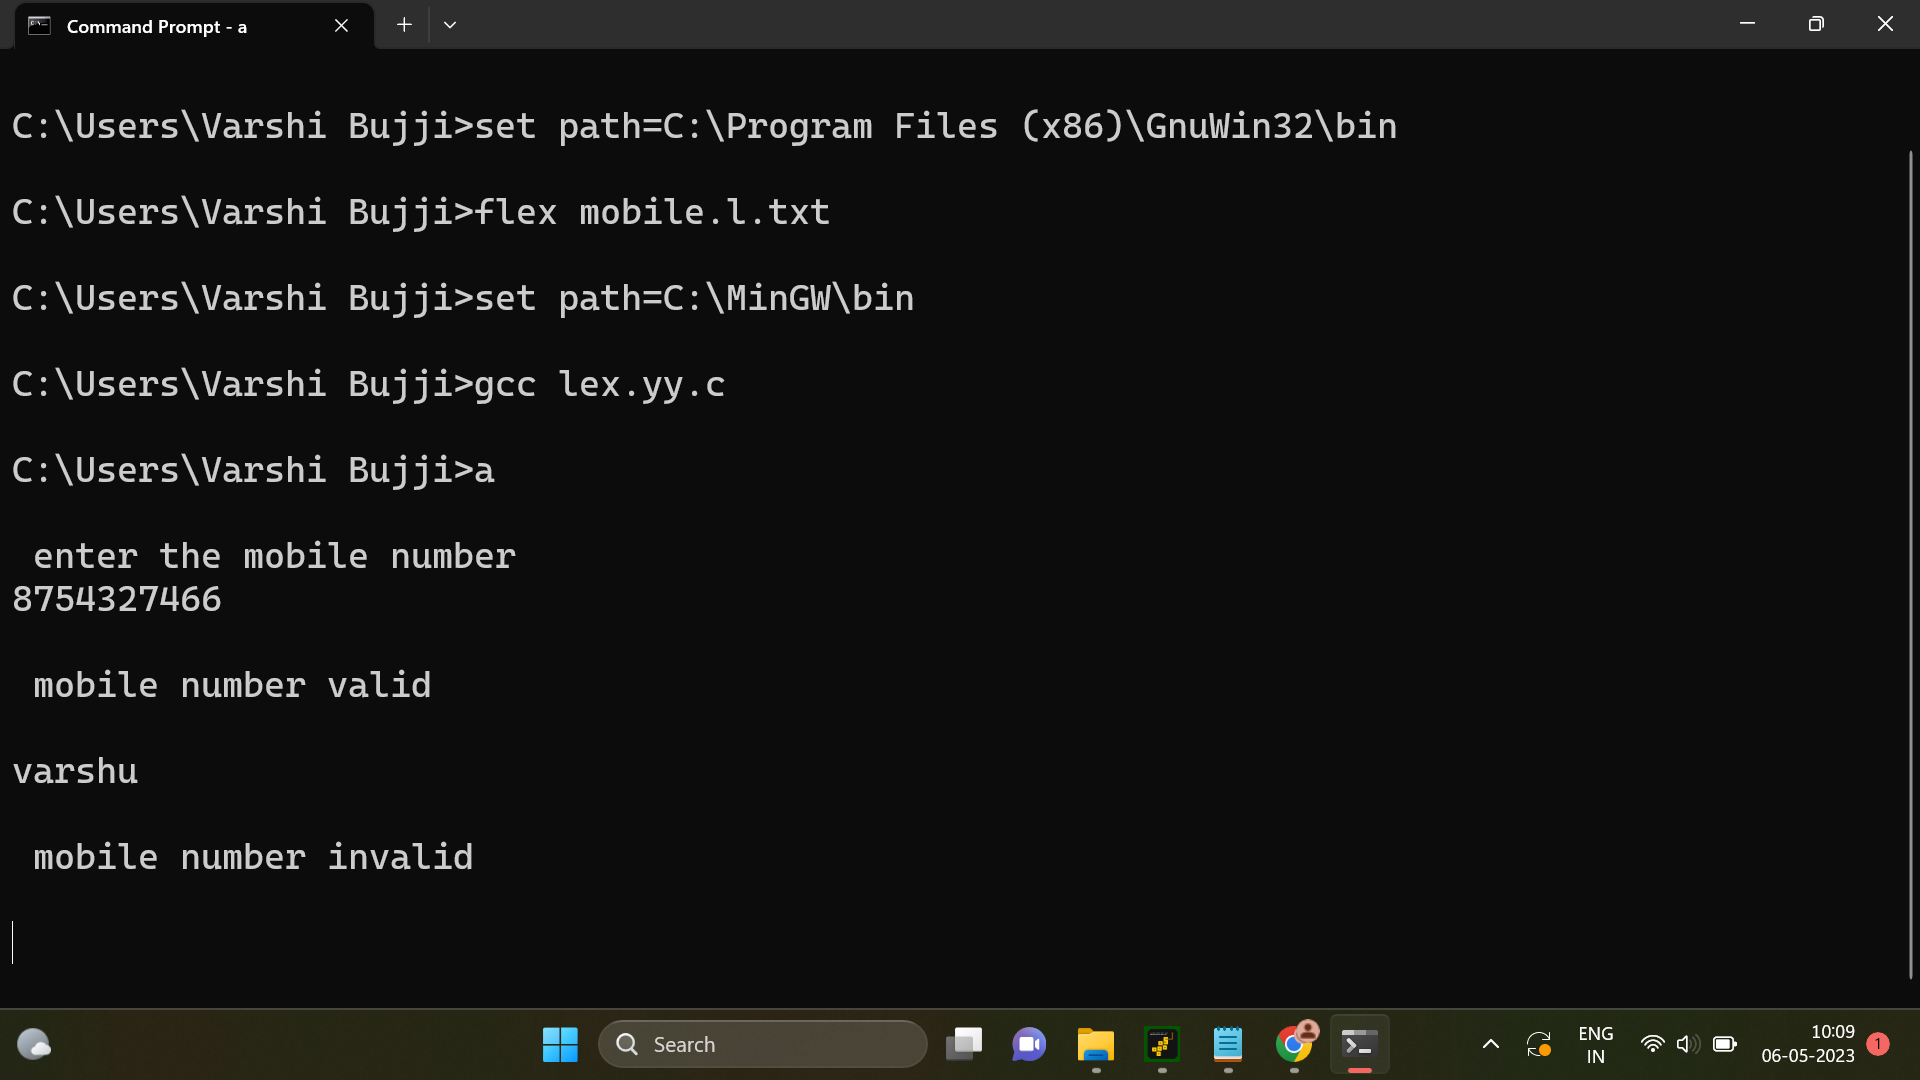 Command Prompt - a
C:\Users\Varshi Bujji>set path=C:\Program Files (x86)\GnuWin32\bin
C:\Users\Varshi Bujji>flex mobile.l.txt
C:\Users\Varshi Bujji>set path=C:\MinGW\bin
C:\Users\Varshi Bujji>gcc lex.yy.c
C:\Users\Varshi Bujji>a
enter the mobile number
8754327466
mobile number valid
varshu
mobile number invalid
Search
ENG
IN
10:09
06-05-2023
1